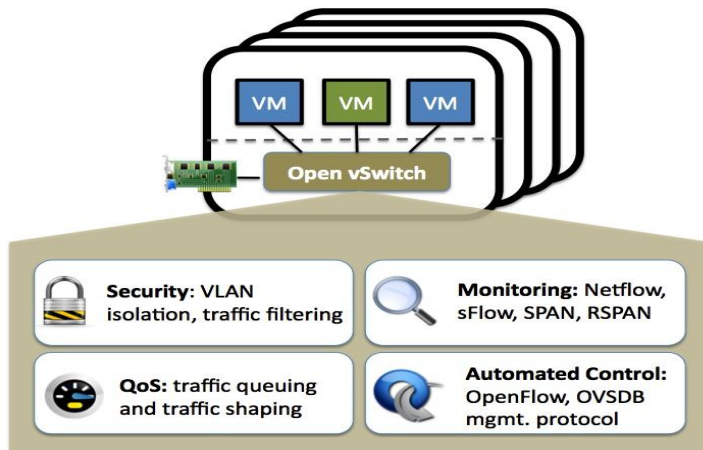 VM VM VM
Open vSwitch
Security: VLAN
isolation, traffic filtering
Monitoring: Netflow,
sFlow, SPAN, RSPAN
QoS: traffic queuing
and traffic shaping
Automated Control:
OpenFlow, OVSDB
mgmt. protocol